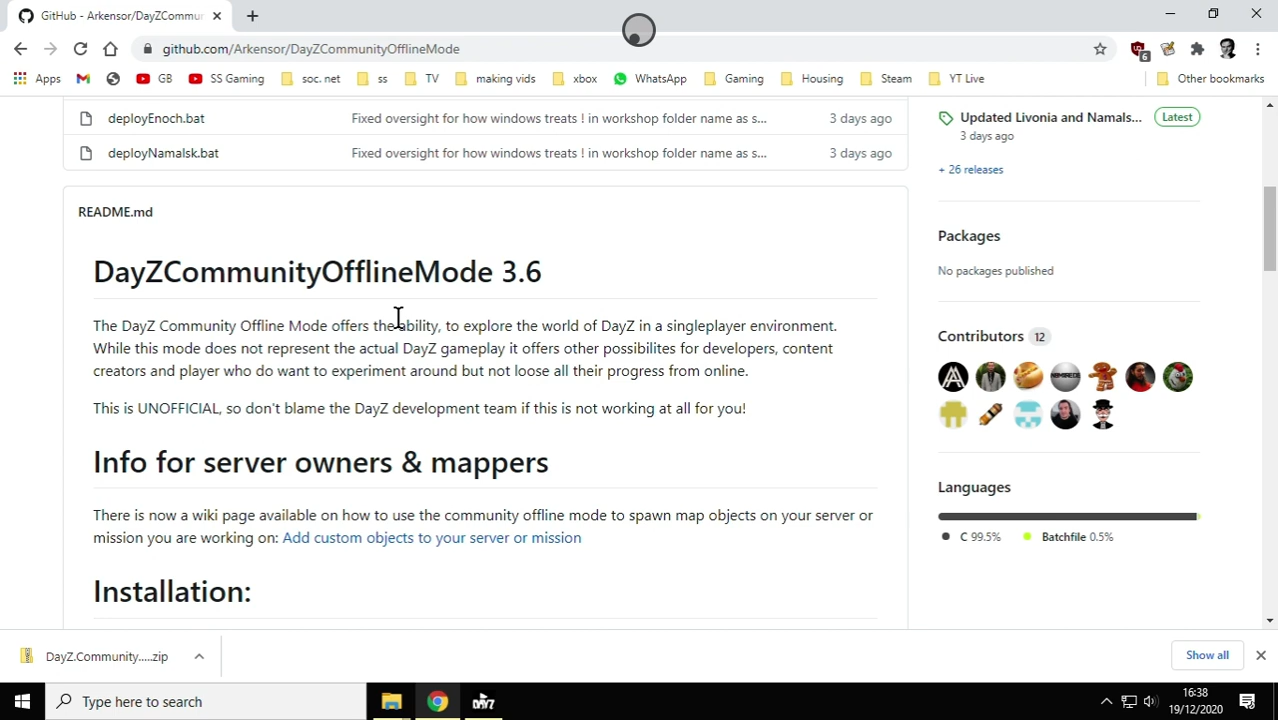 GitHub - Arkensor/DayZCommun
github.com/Arkensor/DayZCommunityOfflineMode
6
Apps GB SS Gaming soc. net ss TV making vids xbox WhatsApp Gaming Housing Steam YT Live Other bookmarks
deployEnoch.bat Fixed oversight for how windows treats ! in workshop folder name as s... 3 days ago
deployNamalsk.bat Fixed oversight for how windows treats ! in workshop folder name as s... 3 days ago
README.md
DayZCommunityOfflineMode 3.6
The DayZ Community Offline Mode offers the ability, to explore the world of DayZ in a singleplayer environment.
While this mode does not represent the actual DayZ gameplay it offers other possibilites for developers, content
creators and player who do want to experiment around but not loose all their progress from online.
This is UNOFFICIAL, so don't blame the DayZ development team if this is not working at all for you!
Info for server owners & mappers
There is now a wiki page available on how to use the community offline mode to spawn map objects on your server or
mission you are working on: Add custom objects to your server or mission
Installation:
Updated Livonia and Namals... Latest
3 days ago
+ 26 releases
Packages
No packages published
Contributors 12
Languages
C 99.5% Batchfile 0.5%
DayZ.Community.....zip
Show all
Type here to search
DAYZ
16:38
19/12/2020